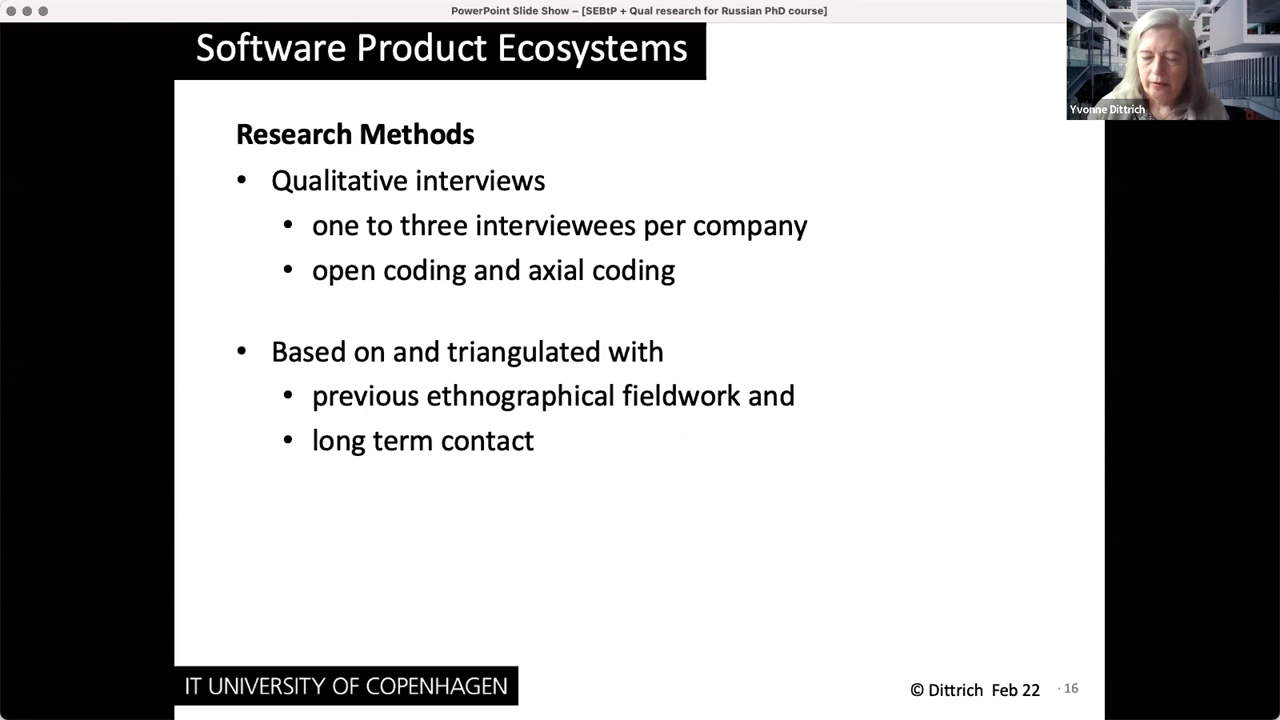 PowerPoint Slide Show – [SEBtP + Qual research for Russian PhD course]
Software Product Ecosystems
Yvonne Dittrich
Research Methods
• Qualitative interviews
• one to three interviewees per company
• open coding and axial coding
• Based on and triangulated with
• previous ethnographical fieldwork and
• long term contact
IT UNIVERSITY OF COPENHAGEN
© Dittrich Feb 22 · 16